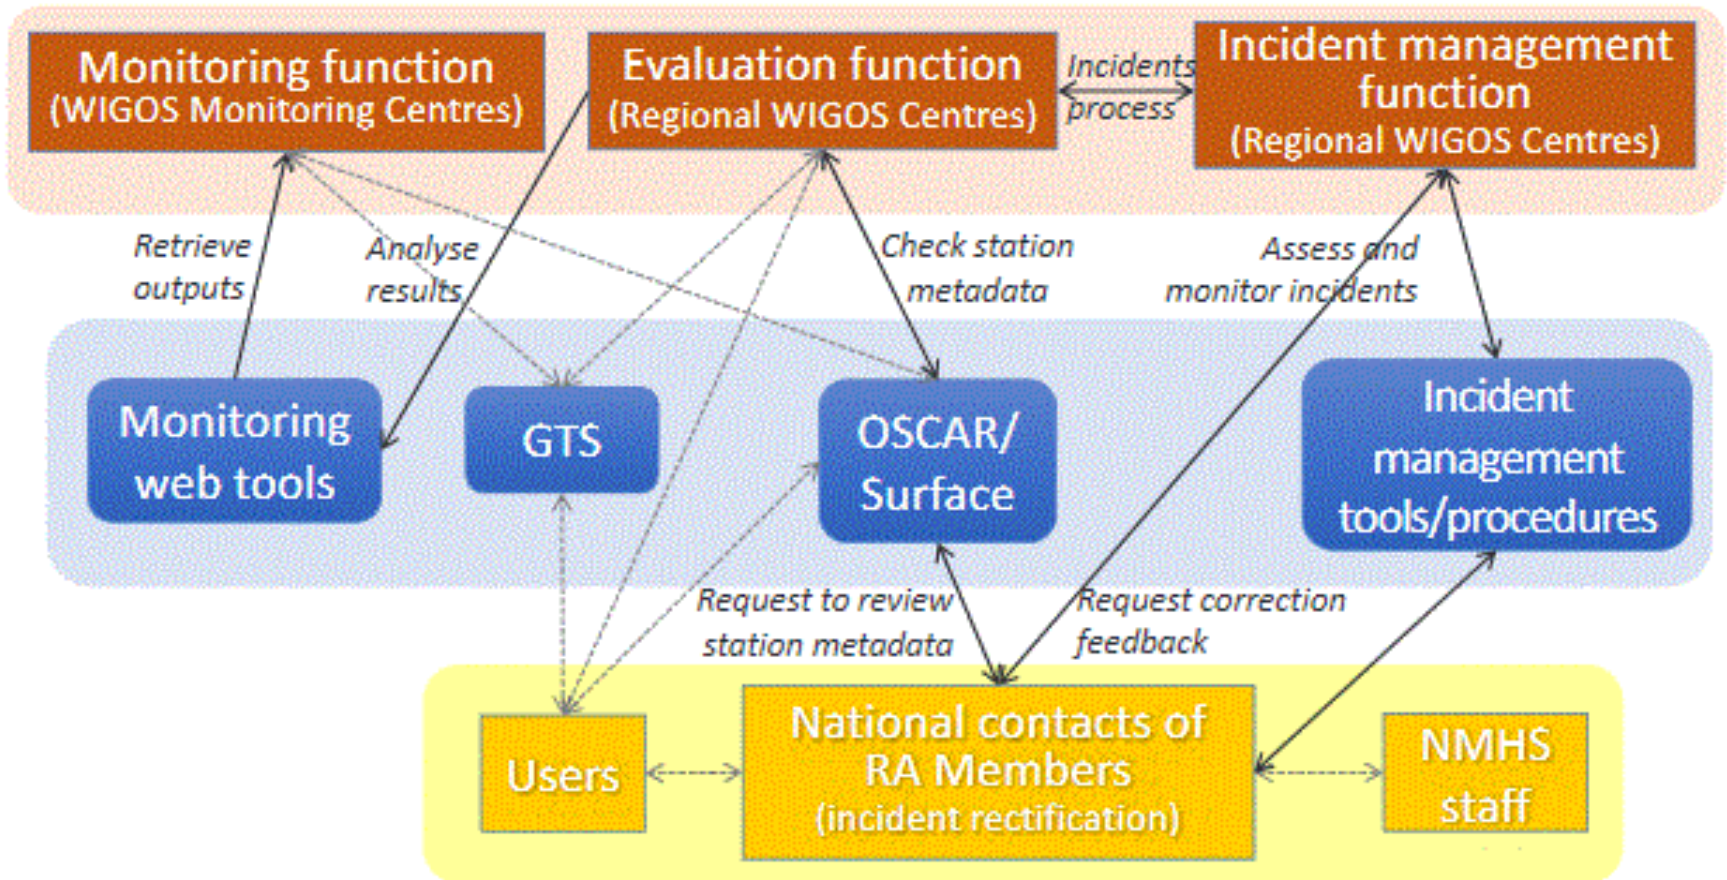 Monitoring function
(WIGOS Monitoring Centres)
Evaluation function
(Regional WIGOS Centres)
Incidents
process
Incident management
function
(Regional WIGOS Centres)
Retrieve
outputs
Analyse
results
Check station
metadata
Assess and
monitor incidents
Monitoring
web tools
GTS
OSCAR/
Surface
Incident
management
tools/procedures
Request to review
station metadata
Request correction
feedback
Users
National contacts of
RA Members
(incident rectification)
NMHS
staff